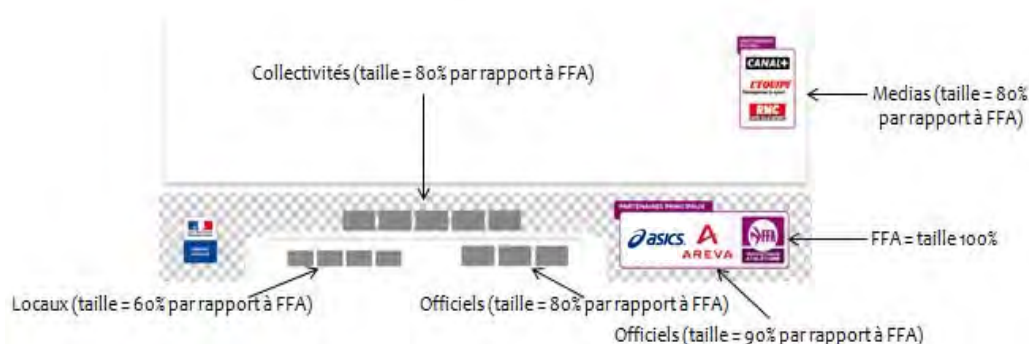 CANAL+
Collectivités (taille = 80% par rapport à FFA)
L'EQUIPE
Medias (taille = 80%
par rapport à FFA)
RMC
PARTENAIRES PRINCIPAUX
asics.
AREVA
FFA
FFA = taille 100%
Locaux (taille = 60% par rapport à FFA)
Officiels (taille = 80% par rapport à FFA)
Officiels (taille = 90% par rapport à FFA)